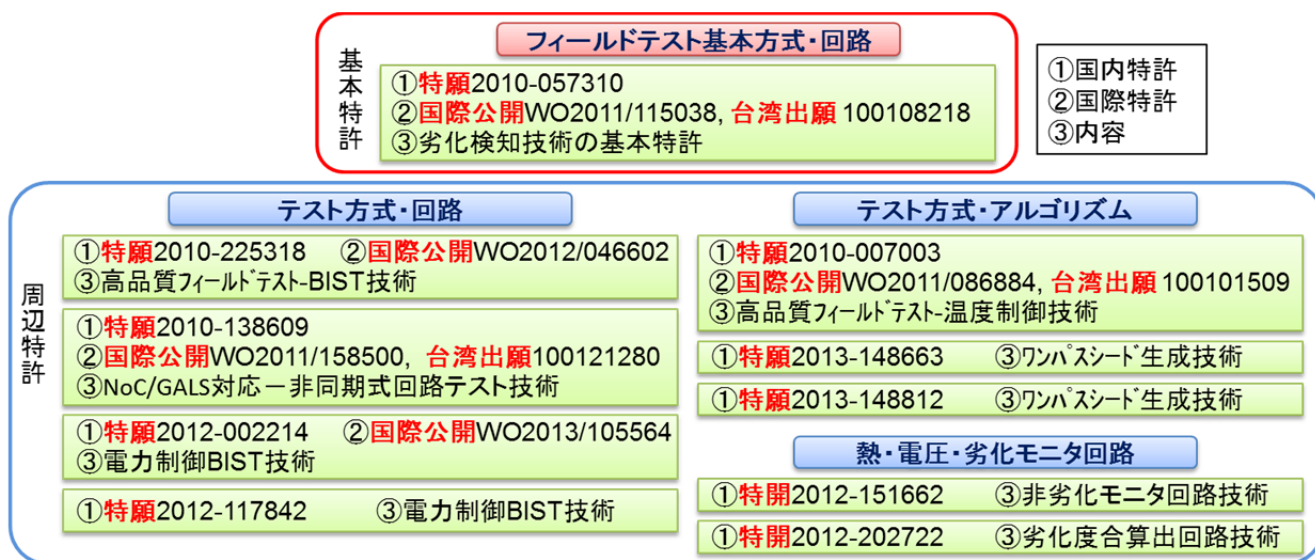 フィールドテスト基本方式・回路
基本特許
①特願2010-057310
②国際公開WO2011/115038, 台湾出願 100108218
③劣化検知技術の基本特許
①国内特許
②国際特許
③内容
周辺特許
テスト方式・回路
①特願2010-225318 ②国際公開WO2012/046602
③高品質フィールドテスト-BIST技術
①特願2010-138609
②国際公開WO2011/158500, 台湾出願100121280
③NoC/GALS対応－非同期式回路テスト技術
①特願2012-002214 ②国際公開WO2013/105564
③電力制御BIST技術
①特願2012-117842 ③電力制御BIST技術
テスト方式・アルゴリズム
①特願2010-007003
②国際公開WO2011/086884, 台湾出願 100101509
③高品質フィールドテスト-温度制御技術
①特願2013-148663 ③ワンパスシード生成技術
①特願2013-148812 ③ワンパスシード生成技術
熱・電圧・劣化モニタ回路
①特開2012-151662 ③非劣化モニタ回路技術
①特開2012-202722 ③劣化度合算出回路技術